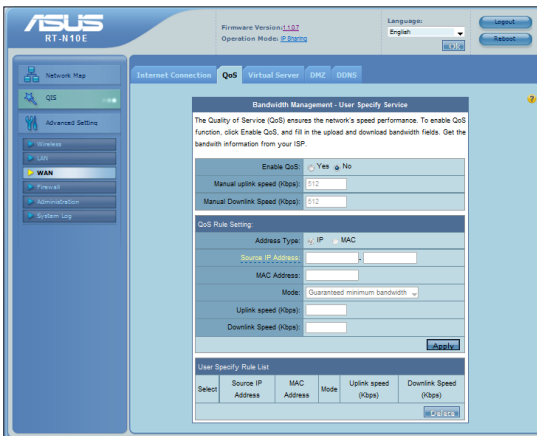 ASUS
RT-N10E
Firmware Version:1.1.0.7
Operation Mode: IP Sharing
Language:
English
Logout
Reboot
Network Map
QIS
Advanced Setting
Wireless
LAN
WAN
Firewall
Administration
System Log
Internet Connection QoS Virtual Server DMZ DDNS
Bandwidth Management - User Specify Service
The Quality of Service (QoS) ensures the network's speed performance. To enable QoS
function, click Enable QoS, and fill in the upload and download bandwidth fields. Get the
bandwith information from your ISP.
Enable QoS: Yes No
Manual uplink speed (Kbps): 512
Manual Downlink Speed (Kbps): 512
QoS Rule Setting:
Address Type: IP MAC
Source IP Address: -
MAC Address:
Mode: Guaranteed minimum bandwidth
Uplink speed (Kbps):
Downlink Speed (Kbps):
Apply
User Specify Rule List
Select Source IP Address MAC Address Mode Uplink speed (Kbps) Downlink Speed (Kbps)
Delete